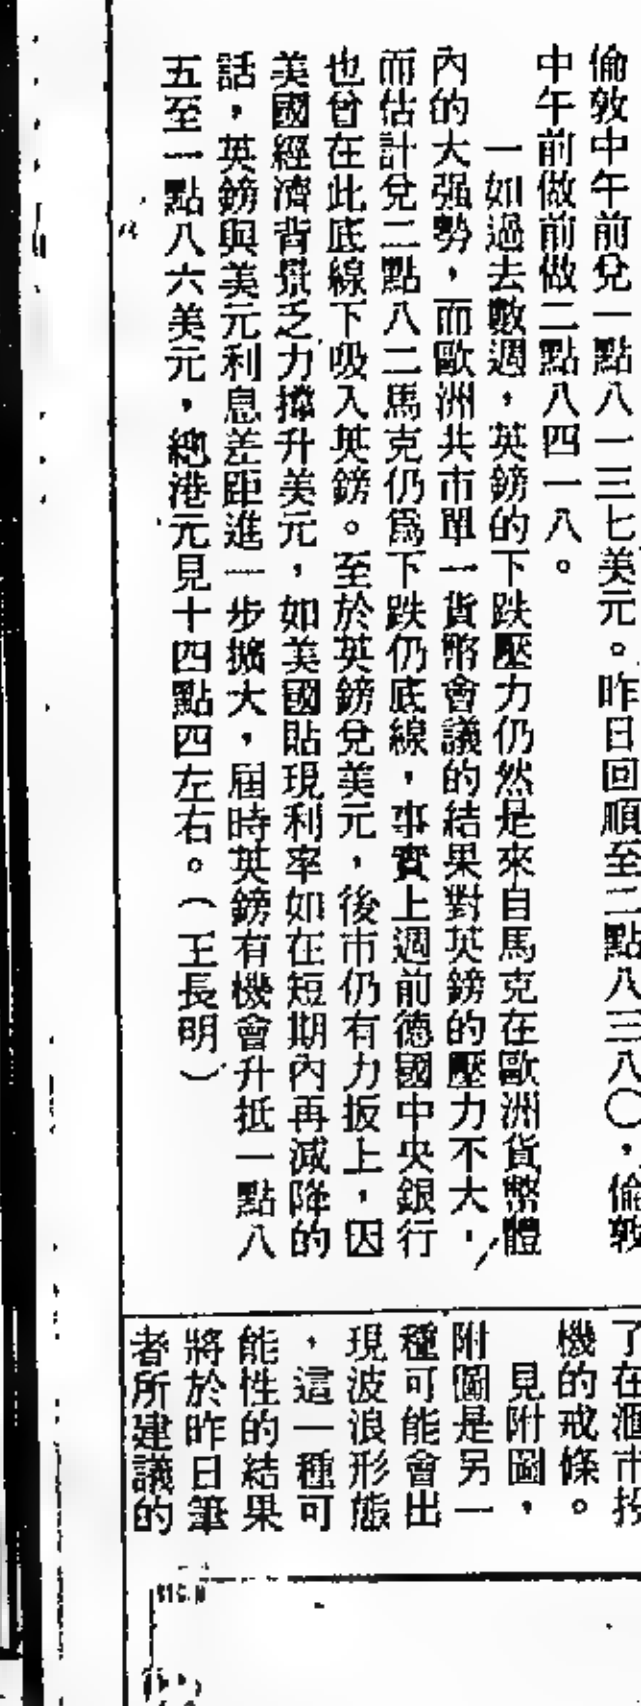 倫敦中午前兌一點八一三七美元。昨日回順至二點八三八〇，倫敦
中午前做前做二點八四一八。
一如過去數週，英鎊的下跌壓力仍然是來自馬克在歐洲貨幣體
內的大强勢，而歐洲共市單一貨幣會議的結果對英鎊的壓力不大，
而估計兌二點八二馬克仍爲下跌仍底線，事實上週前德國中央銀行
也曾在此底線下吸入英鎊。至於英鎊兌美元，後市仍有力扳上，因
美國經濟背景乏力撐升美元，如美國貼現利率如在短期內再減降的
話，英鎊與美元利息差距進一步擴大，屆時英鎊有機會升抵一點八
五至一點八六美元，總港元見十四點四左右。（王長明）
了在滙市投
機的戒條。
見附圖，
附圖是另一
種可能會出
現波浪形態
，這一種可
能性的結果
將於昨日筆
者所建議的